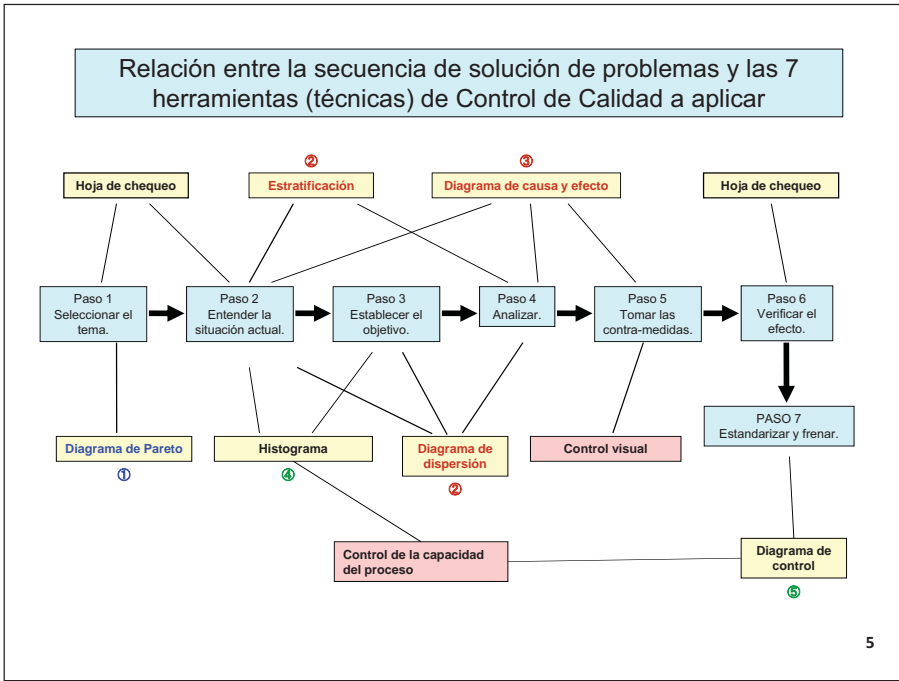 Relación entre la secuencia de solución de problemas y las 7
herramientas (técnicas) de Control de Calidad a aplicar
②
③
Hoja de chequeo
Estratificación
Diagrama de causa y efecto
Hoja de chequeo
Paso 1
Seleccionar el
tema.
Paso 2
Entender la
situación actual.
Paso 3
Establecer el
objetivo.
Paso 4
Analizar.
Paso 5
Tomar las
contra-medidas.
Paso 6
Verificar el
efecto.
PASO 7
Estandarizar y frenar.
Diagrama de Pareto
①
Histograma
④
Diagrama de
dispersión
②
Control visual
Control de la capacidad
del proceso
Diagrama de
control
⑤
5